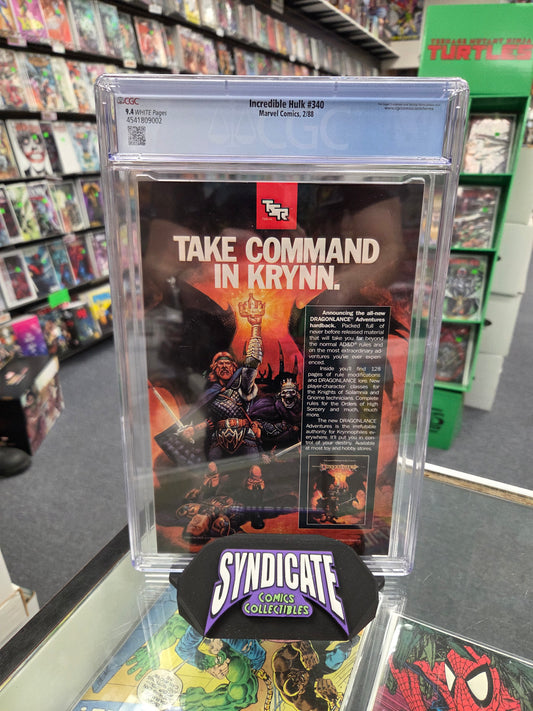 TEENAGE MUTANT NINJA
TURTLES
CGC
Incredible Hulk #340
9.4 WHITE Pages
Marvel Comics, 2/88
4541809002
CGC
TSR
TAKE COMMAND
IN KRYNN.
Announcing the all-new
DRAGONLANCE® Adventures
hardback. Packed full of
never before released material
that will take you far beyond
the normal AD&D® rules and
on the most extraordinary ad-
ventures you've ever experi-
enced.
Inside you'll find 128
pages of rule modifications
and DRAGONLANCE lore. New
player-character classes for
the Knights of Solamnia and
Gnome technicians. Complete
rules for the Orders of High
Sorcery and much, much
more.
The new DRAGONLANCE
Adventures is the irrefutable
authority for Krynnophiles ev-
erywhere. It'll put you in con-
trol of your destiny. Available
at most toy and hobby stores.
SYNDICATE
COMICS
COLLECTIBLES